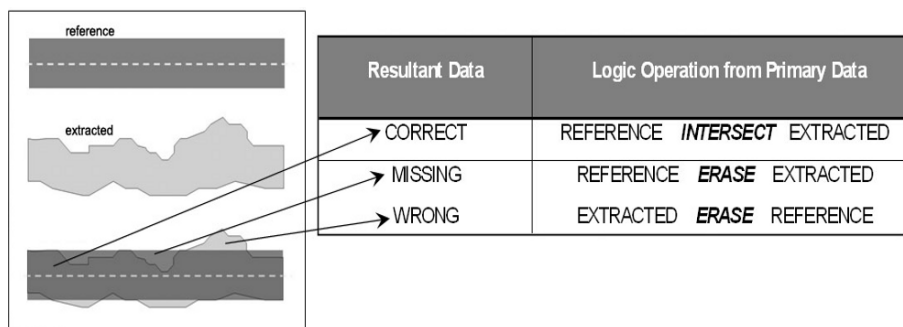 reference
extracted
Resultant Data Logic Operation from Primary Data
CORRECT REFERENCE INTERSECT EXTRACTED
MISSING REFERENCE ERASE EXTRACTED
WRONG EXTRACTED ERASE REFERENCE